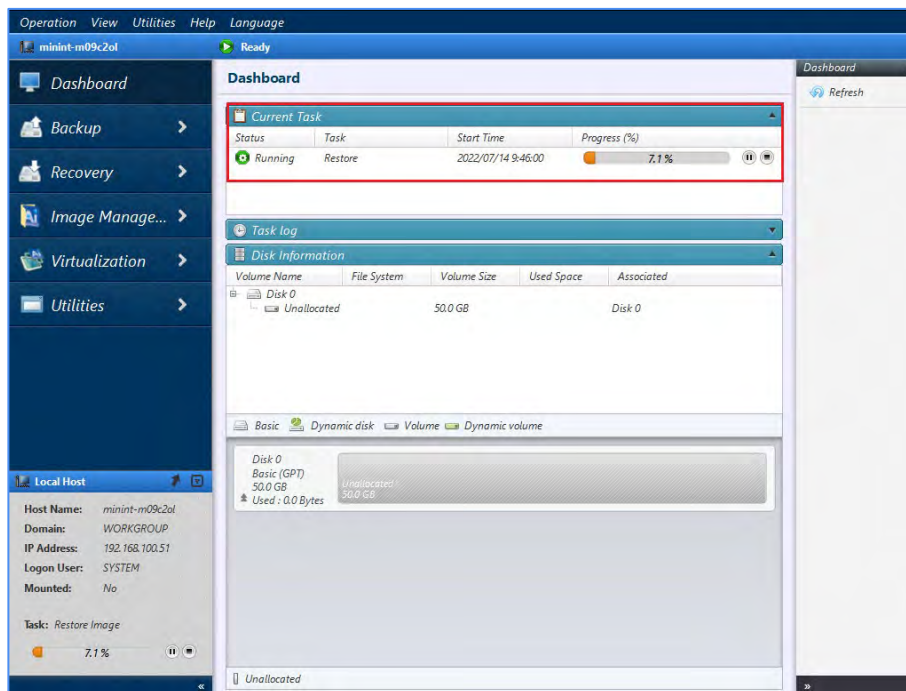 Operation View Utilities Help Language
minint-m09c2ol
Ready
Dashboard
Backup
Recovery
Image Manage...
Virtualization
Utilities
Dashboard
Current Task
Status Task Start Time Progress (%)
Running Restore 2022/07/14 9:46:00 7.1 %
Task log
Disk Information
Volume Name File System Volume Size Used Space Associated
Disk 0
Unallocated 50.0 GB Disk 0
Basic Dynamic disk Volume Dynamic volume
Disk 0
Basic (GPT)
50.0 GB
Used : 0.0 Bytes
Unallocated
50.0 GB
Unallocated
Dashboard
Refresh
Local Host
Host Name: minint-m09c2ol
Domain: WORKGROUP
IP Address: 192.168.100.51
Logon User: SYSTEM
Mounted: No
Task: Restore Image
7.1 %